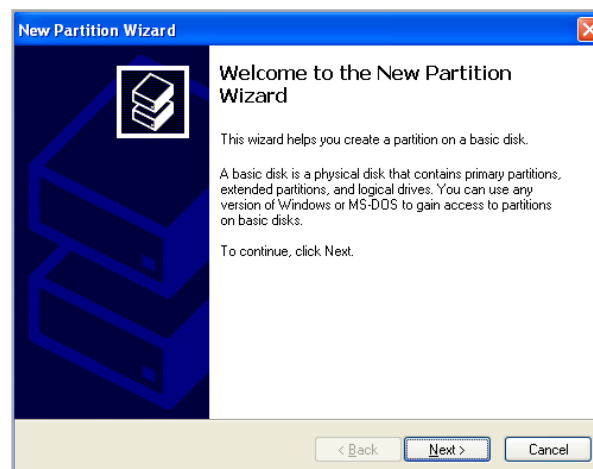 New Partition Wizard
Welcome to the New Partition
Wizard
This wizard helps you create a partition on a basic disk.
A basic disk is a physical disk that contains primary partitions,
extended partitions, and logical drives. You can use any
version of Windows or MS-DOS to gain access to partitions
on basic disks.
To continue, click Next.
< Back
Next >
Cancel